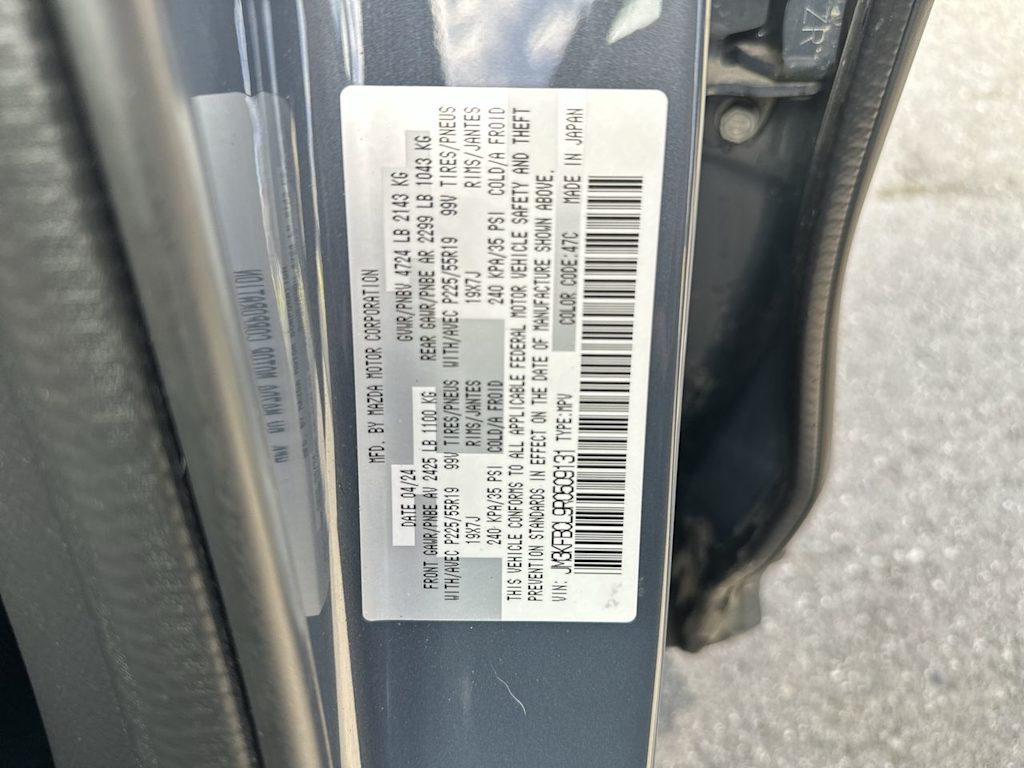 MFD. BY MAZDA MOTOR CORPORATION
DATE 04/24 GVWR/PNBV 4724 LB 2143 KG
FRONT GAWR/PNBE AV 2425 LB 1100 KG REAR GAWR/PNBE AR 2299 LB 1043 KG
WITH/AVEC P225/55R19 99V TIRES/PNEUS WITH/AVEC P225/55R19 99V TIRES/PNEUS
19X7J RIMS/JANTES 19X7J RIMS/JANTES
240 KPA/35 PSI COLD/A FROID 240 KPA/35 PSI COLD/A FROID
THIS VEHICLE CONFORMS TO ALL APPLICABLE FEDERAL MOTOR VEHICLE SAFETY AND THEFT
PREVENTION STANDARDS IN EFFECT ON THE DATE OF MANUFACTURE SHOWN ABOVE.
VIN: JM3KFBCL9R0509131 TYPE:MPV COLOR CODE:47C MADE IN JAPAN
ZR